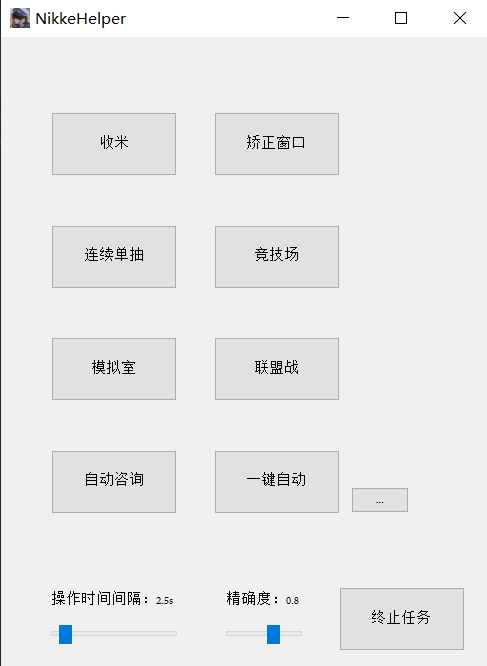 NikkeHelper
收米 矫正窗口
连续单抽 竞技场
模拟室 联盟战
自动咨询 一键自动
...
操作时间间隔：2.5s 精确度：0.8
终止任务